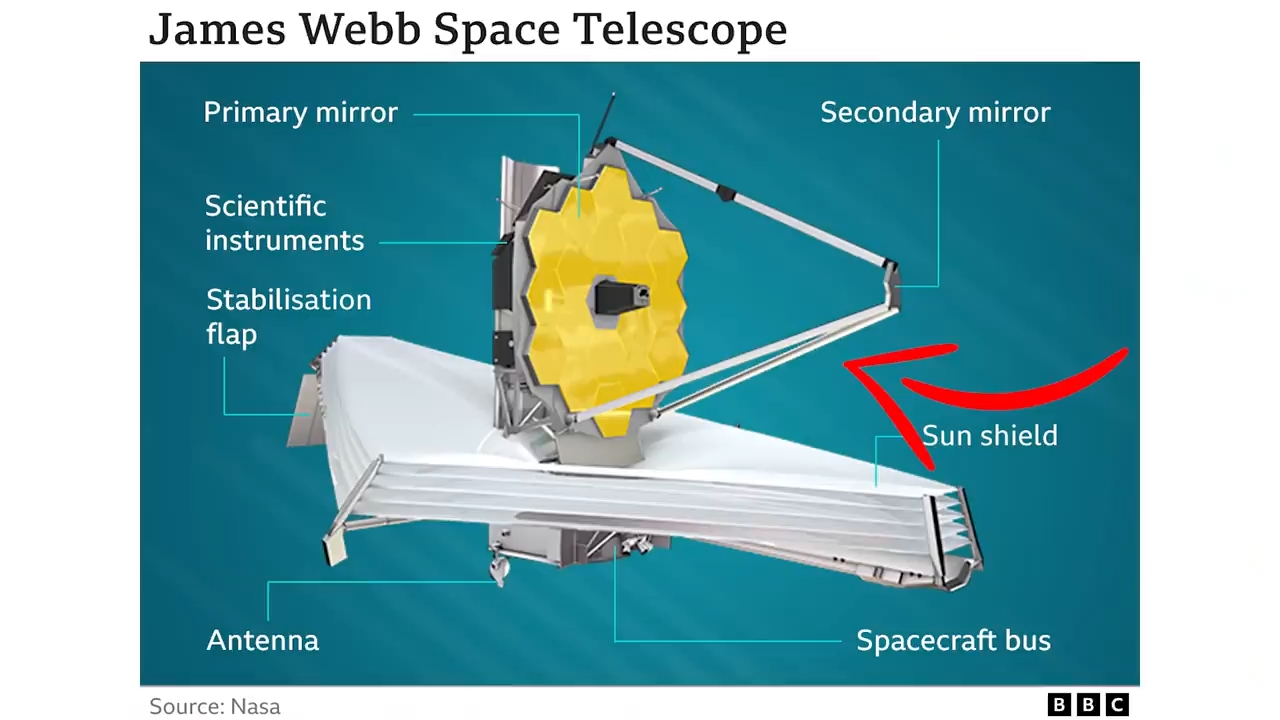 James Webb Space Telescope
Primary mirror
Secondary mirror
Scientific
instruments
Stabilisation
flap
Sun shield
Antenna
Spacecraft bus
Source: Nasa
BBC